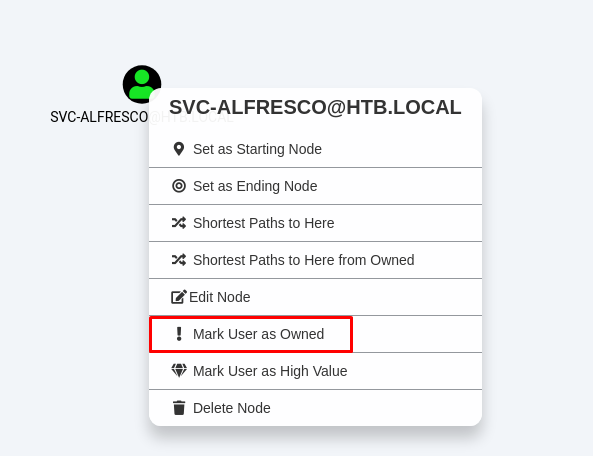 SVC-ALFRESCO@HTB.LOCAL
SVC-ALFRESCO@HTB.LOCAL
Set as Starting Node
Set as Ending Node
Shortest Paths to Here
Shortest Paths to Here from Owned
Edit Node
Mark User as Owned
Mark User as High Value
Delete Node